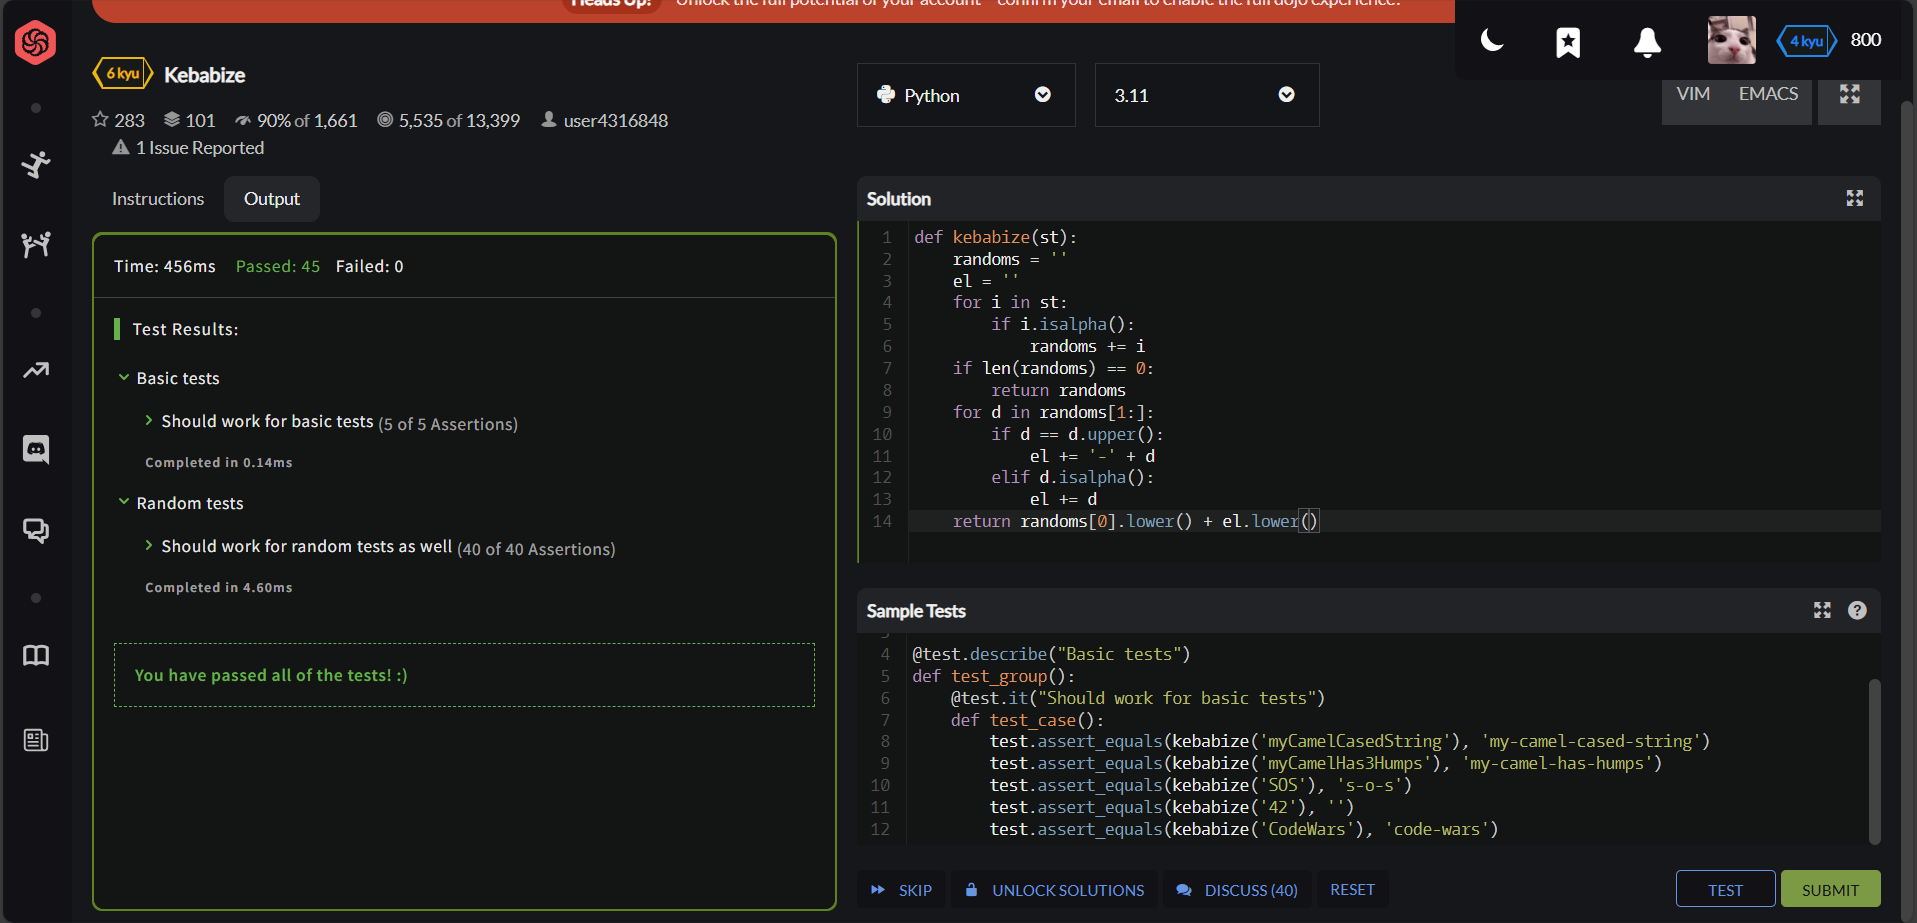 Heads Up! Unlock the full potential of your account - confirm your email to enable the full dojo experience!
4 kyu 800
6 kyu Kebabize
283 101 90% of 1,661 5,535 of 13,399 user4316848
1 Issue Reported
Python 3.11
VIM EMACS
Instructions Output
Time: 456ms Passed: 45 Failed: 0
Test Results:
Basic tests
Should work for basic tests (5 of 5 Assertions)
Completed in 0.14ms
Random tests
Should work for random tests as well (40 of 40 Assertions)
Completed in 4.60ms
You have passed all of the tests! :)
Solution
1 def kebabize(st):
2     randoms = ''
3     el = ''
4     for i in st:
5         if i.isalpha():
6             randoms += i
7     if len(randoms) == 0:
8         return randoms
9     for d in randoms[1:]:
10         if d == d.upper():
11             el += '-' + d
12         elif d.isalpha():
13             el += d
14     return randoms[0].lower() + el.lower()
Sample Tests
4 @test.describe("Basic tests")
5 def test_group():
6     @test.it("Should work for basic tests")
7     def test_case():
8         test.assert_equals(kebabize('myCamelCasedString'), 'my-camel-cased-string')
9         test.assert_equals(kebabize('myCamelHas3Humps'), 'my-camel-has-humps')
10         test.assert_equals(kebabize('SOS'), 's-o-s')
11         test.assert_equals(kebabize('42'), '')
12         test.assert_equals(kebabize('CodeWars'), 'code-wars')
SKIP UNLOCK SOLUTIONS DISCUSS (40) RESET TEST SUBMIT